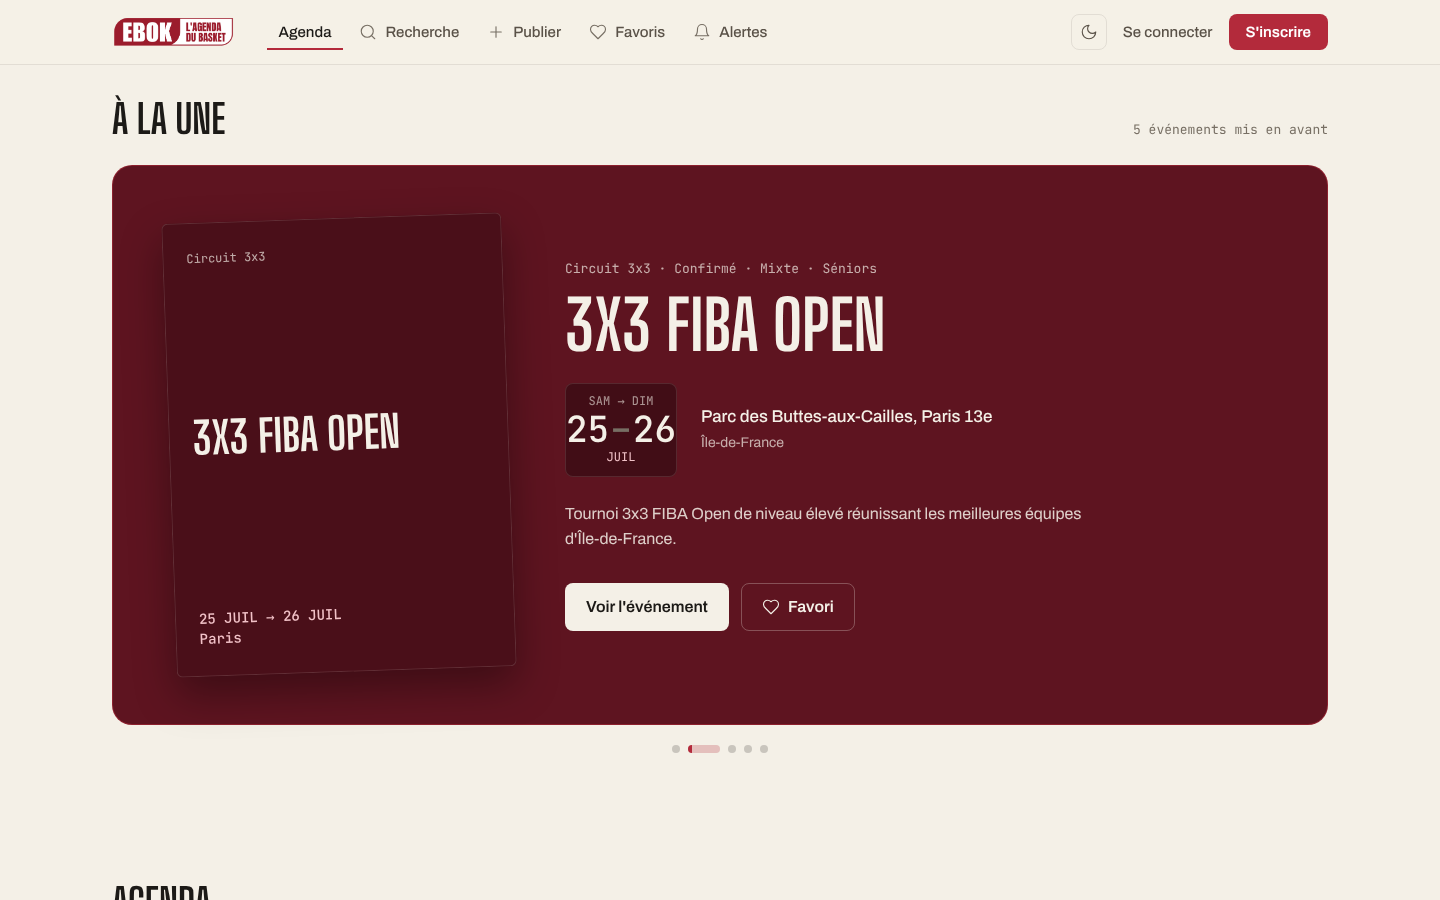 EBOK L'AGENDA
DU BASKET
Agenda
Recherche
Publier
Favoris
Alertes
Se connecter
S'inscrire
À LA UNE
5 événements mis en avant
Circuit 3x3
3X3 FIBA OPEN
25 JUIL → 26 JUIL
Paris
Circuit 3x3 · Confirmé · Mixte · Séniors
3X3 FIBA OPEN
SAM → DIM
25–26
JUIL
Parc des Buttes-aux-Cailles, Paris 13e
Île-de-France
Tournoi 3x3 FIBA Open de niveau élevé réunissant les meilleures équipes
d'Île-de-France.
Voir l'événement
Favori
AGENDA